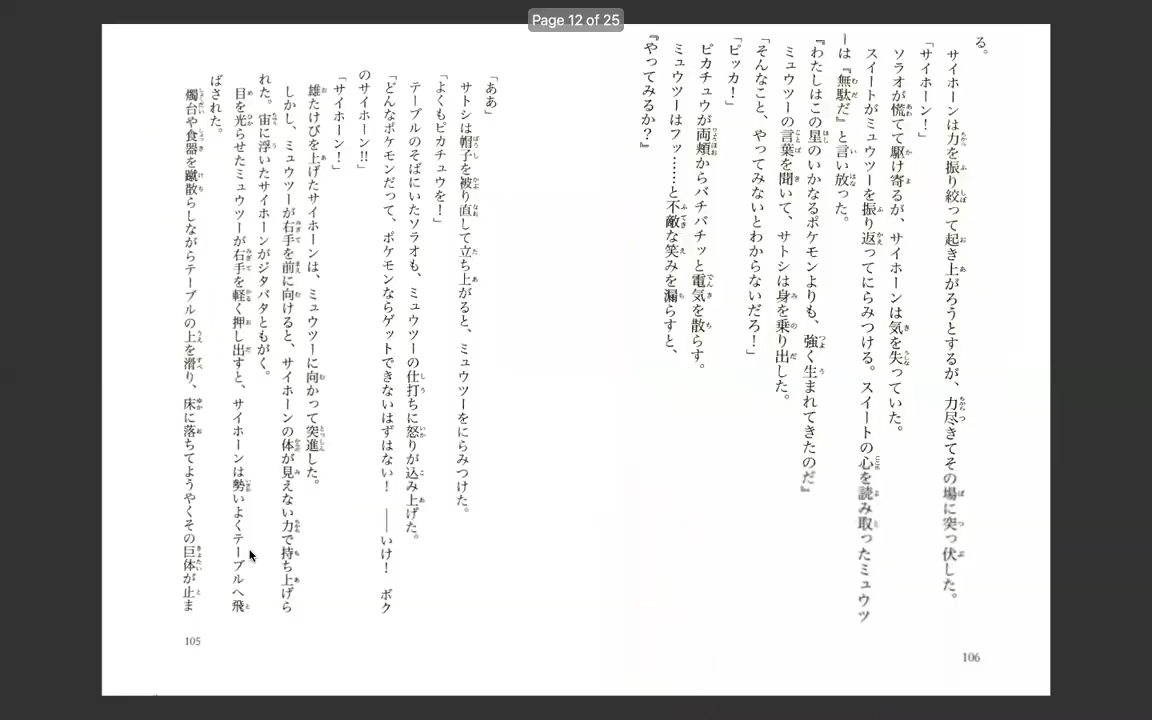 Page 12 of 25
「ああ」
サトシは帽子を被り直して立ち上がると、ミュウツーをにらみつけた。
「よくもピカチュウを！」
テーブルのそばにいたソラオも、ミュウツーの仕打ちに怒りが込み上げた。
「どんなポケモンだって、ポケモンならゲットできないはずはない！　――いけ！　ボク
のサイホーン!!」
「サイホーン！」
雄たけびを上げたサイホーンは、ミュウツーに向かって突進した。
しかし、ミュウツーが右手を前に向けると、サイホーンの体が見えない力で持ち上げら
れた。宙に浮いたサイホーンがジタバタともがく。
目を光らせたミュウツーが右手を軽く押し出すと、サイホーンは勢いよくテーブルへ飛
ばされた。
燭台や食器を蹴散らしながらテーブルの上を滑り、床に落ちてようやくその巨体が止ま
105
る。
サイホーンは力を振り絞って起き上がろうとするが、力尽きてその場に突っ伏した。
「サイホーン！」
ソラオが慌てて駆け寄るが、サイホーンは気を失っていた。
スイートがミュウツーを振り返ってにらみつける。スイートの心を読み取ったミュウツ
ーは『無駄だ』と言い放った。
『わたしはこの星のいかなるポケモンよりも、強く生まれてきたのだ』
ミュウツーの言葉を聞いて、サトシは身を乗り出した。
「そんなこと、やってみないとわからないだろ！」
「ピッカ！」
ピカチュウが両頬からバチバチッと電気を散らす。
ミュウツーはフッ……と不敵な笑みを漏らすと、
『やってみるか？』
106